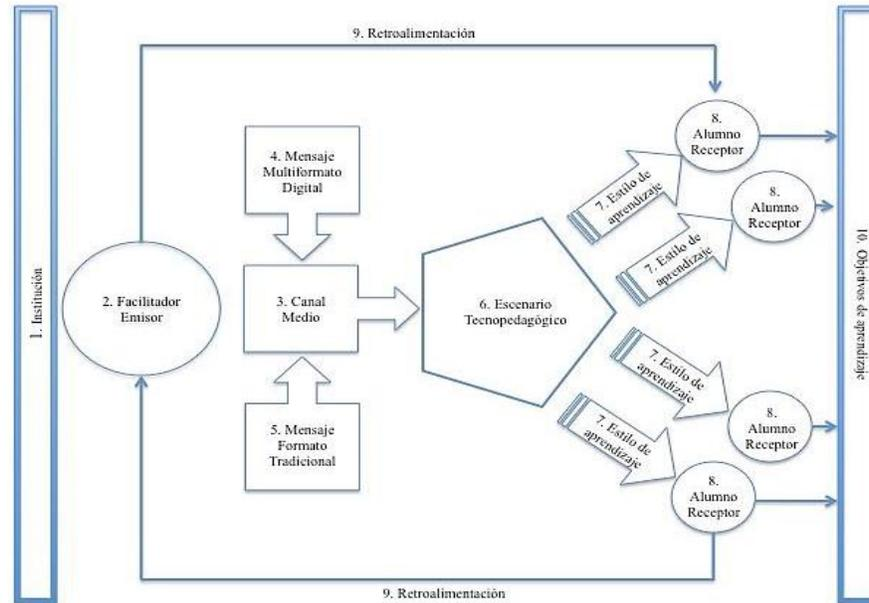 9. Retroalimentación
1. Institución
2. Facilitador
Emisor
4. Mensaje
Multiformato
Digital
3. Canal
Medio
5. Mensaje
Formato
Tradicional
6. Escenario
Tecnopedagógico
7. Estilo de
aprendizaje
7. Estilo de
aprendizaje
7. Estilo de
aprendizaje
7. Estilo de
aprendizaje
8.
Alumno
Receptor
8.
Alumno
Receptor
8.
Alumno
Receptor
8.
Alumno
Receptor
10. Objetivos de aprendizaje
9. Retroalimentación